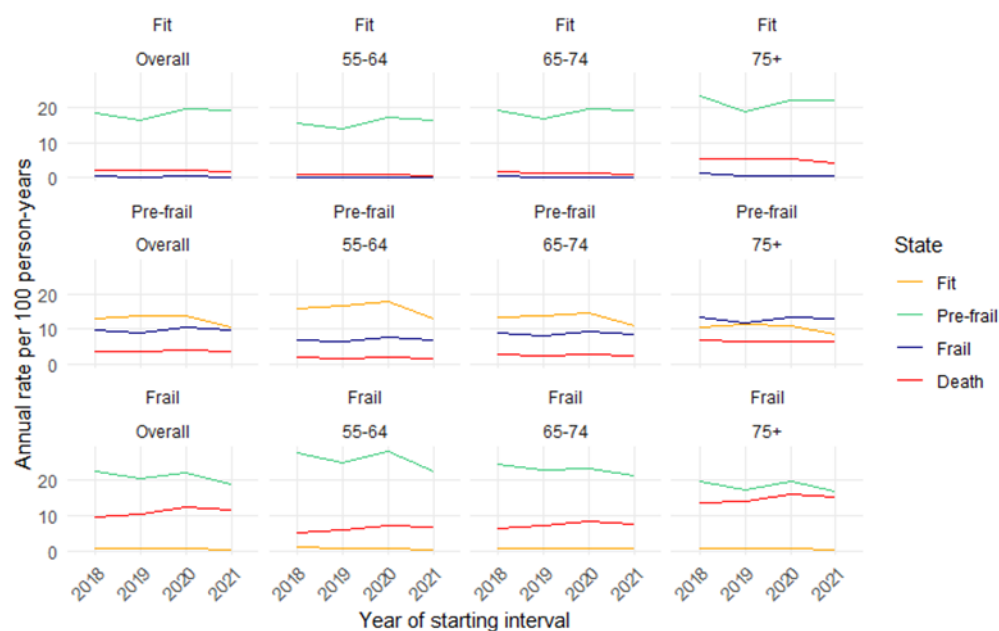 Fit Fit Fit Fit
Overall 55-64 65-74 75+
20
10
0
Pre-frail Pre-frail Pre-frail Pre-frail
Overall 55-64 65-74 75+
20
10
0
Frail Frail Frail Frail
Overall 55-64 65-74 75+
20
10
0
2018 2019 2020 2021 2018 2019 2020 2021 2018 2019 2020 2021 2018 2019 2020 2021
Year of starting interval
Annual rate per 100 person-years
State
Fit
Pre-frail
Frail
Death